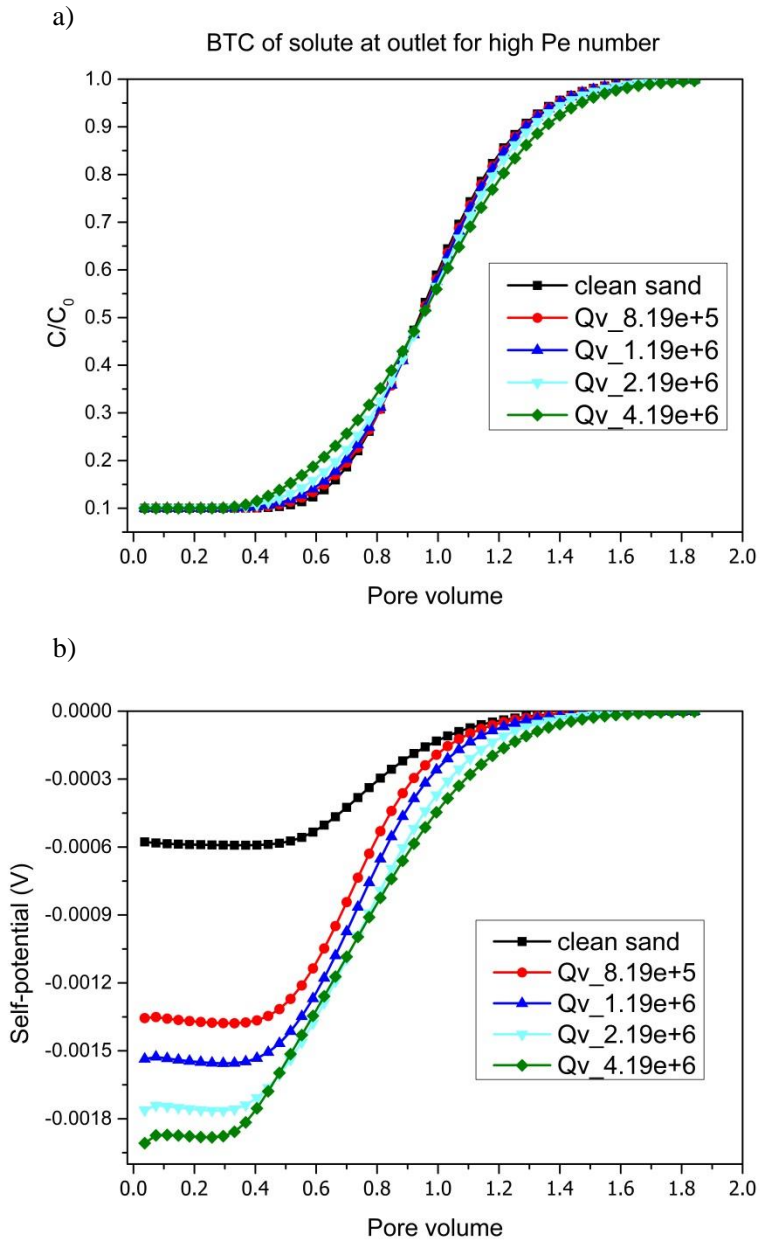 a)
BTC of solute at outlet for high Pe number
1.0
0.9
0.8
0.7
0.6
0.5
0.4
0.3
0.2
0.1
C/C0
clean sand
Qv_8.19e+5
Qv_1.19e+6
Qv_2.19e+6
Qv_4.19e+6
0.0 0.2 0.4 0.6 0.8 1.0 1.2 1.4 1.6 1.8 2.0
Pore volume
b)
0.0000
-0.0003
-0.0006
-0.0009
-0.0012
-0.0015
-0.0018
Self-potential (V)
clean sand
Qv_8.19e+5
Qv_1.19e+6
Qv_2.19e+6
Qv_4.19e+6
0.0 0.2 0.4 0.6 0.8 1.0 1.2 1.4 1.6 1.8 2.0
Pore volume